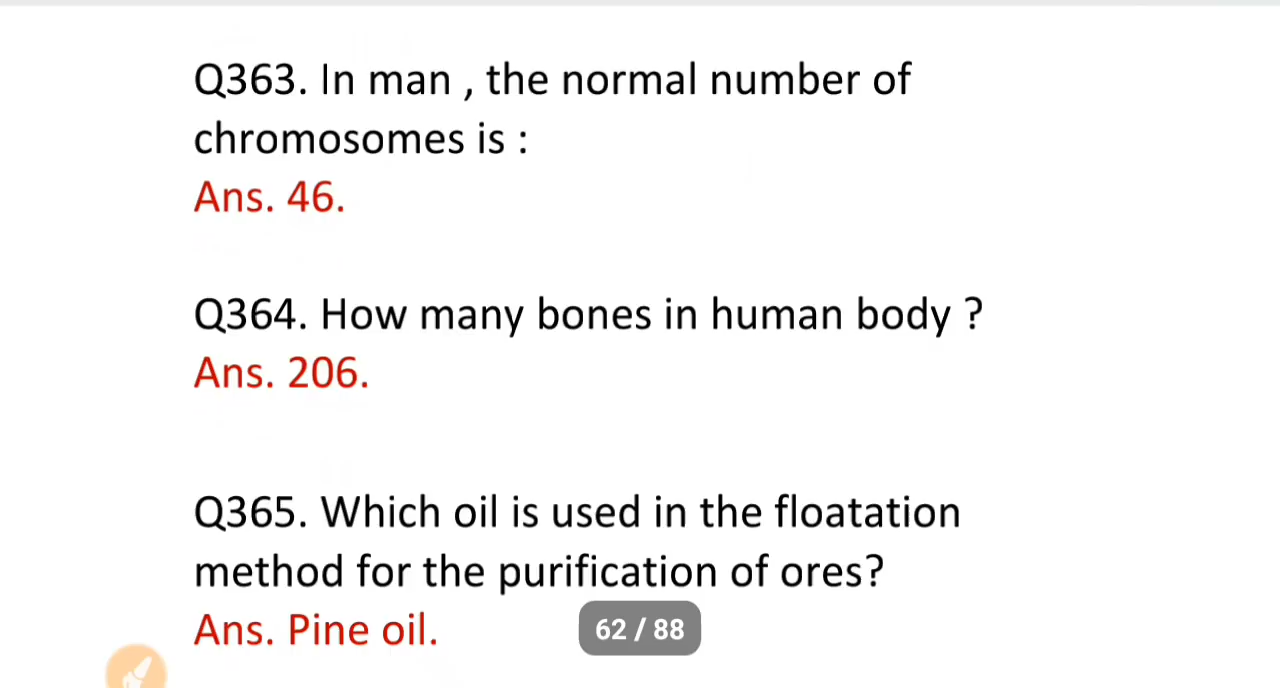 Q363. In man , the normal number of
chromosomes is :
Ans. 46.
Q364. How many bones in human body ?
Ans. 206.
Q365. Which oil is used in the floatation
method for the purification of ores?
Ans. Pine oil.
62 / 88